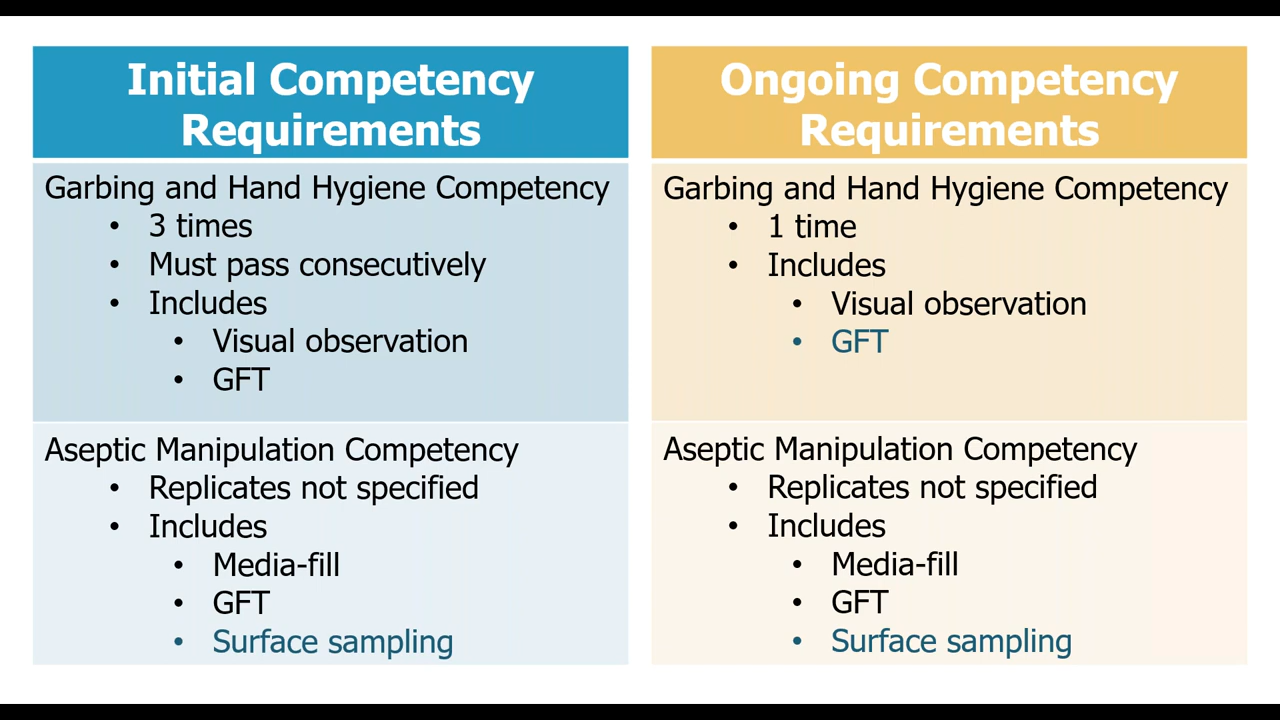 Initial Competency
Requirements
Garbing and Hand Hygiene Competency
• 3 times
• Must pass consecutively
• Includes
• Visual observation
• GFT
Aseptic Manipulation Competency
• Replicates not specified
• Includes
• Media-fill
• GFT
• Surface sampling
Ongoing Competency
Requirements
Garbing and Hand Hygiene Competency
• 1 time
• Includes
• Visual observation
• GFT
Aseptic Manipulation Competency
• Replicates not specified
• Includes
• Media-fill
• GFT
• Surface sampling